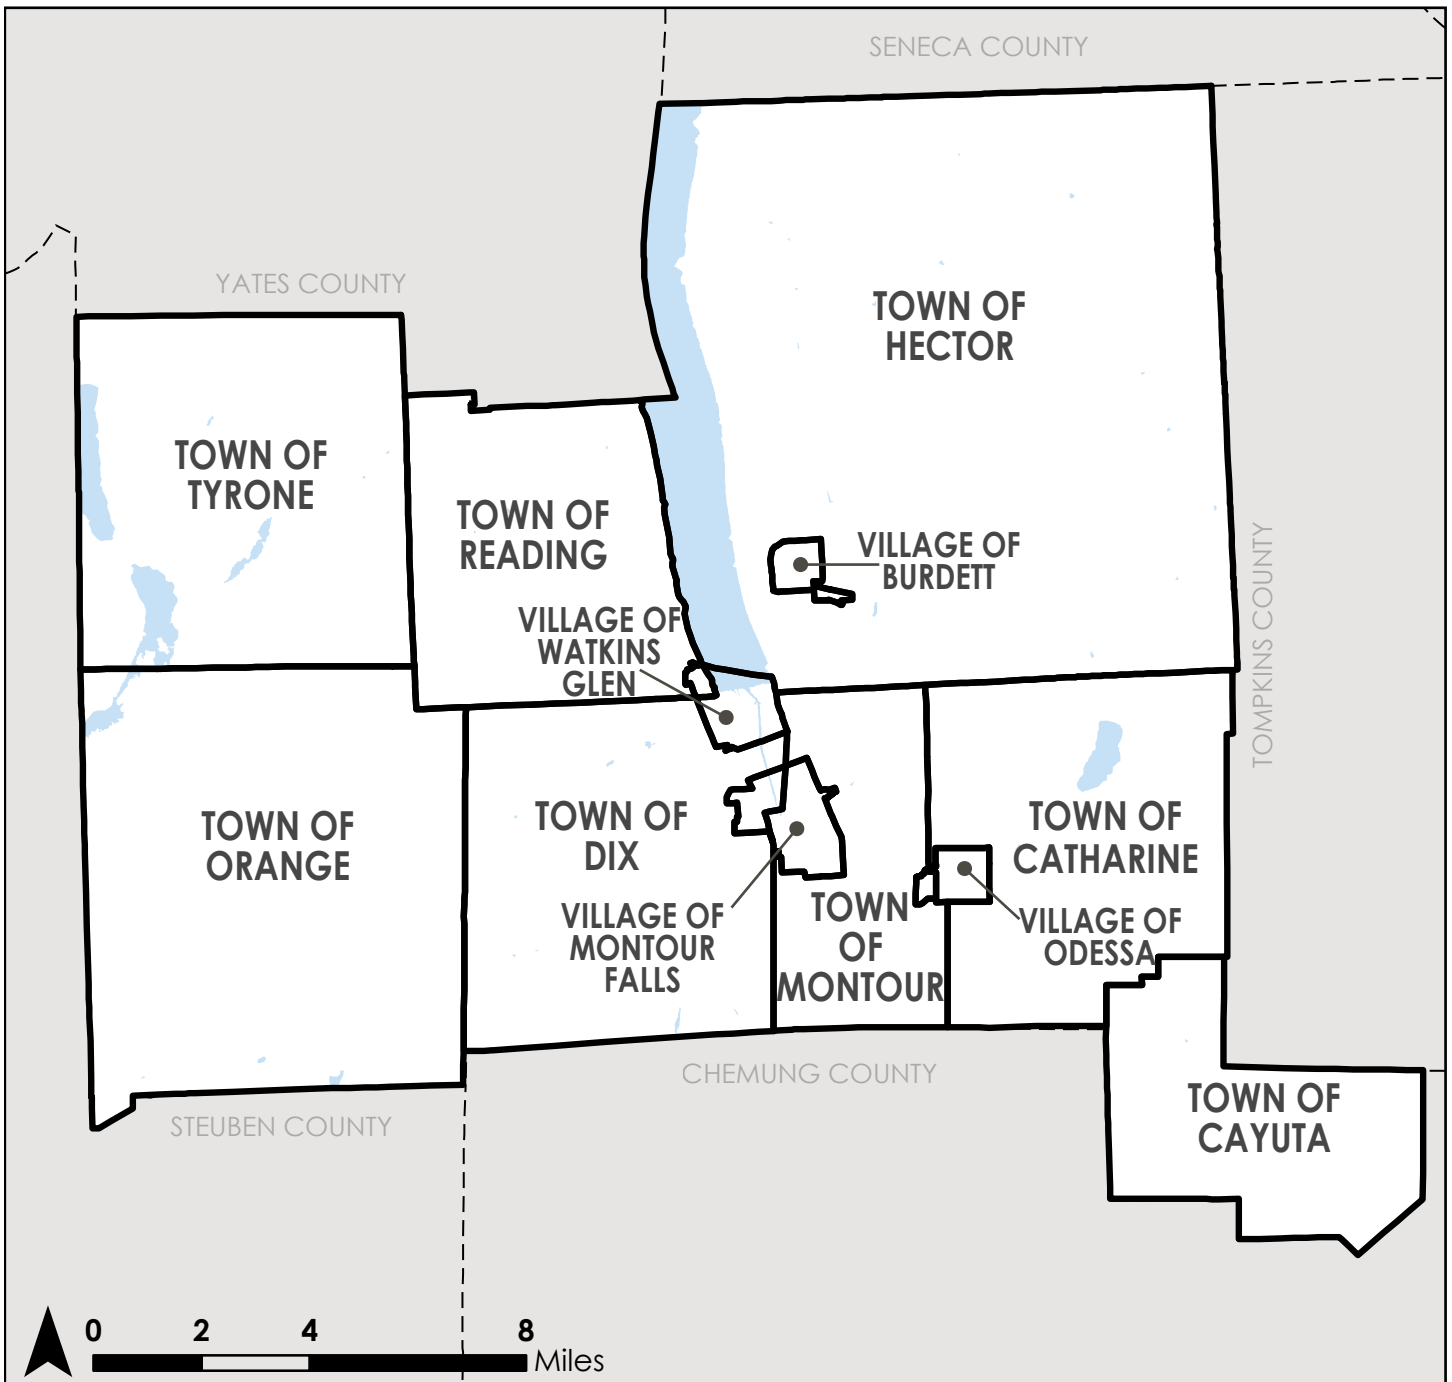 SENECA COUNTY
YATES COUNTY
TOWN OF
HECTOR
TOWN OF
TYRONE
TOWN OF
READING
VILLAGE OF
BURDETT
TOMPKINS COUNTY
VILLAGE OF
WATKINS
GLEN
TOWN OF
ORANGE
TOWN OF
DIX
TOWN OF
CATHARINE
VILLAGE OF
MONTOUR
FALLS
TOWN
OF
MONTOUR
VILLAGE OF
ODESSA
CHEMUNG COUNTY
STEUBEN COUNTY
TOWN OF
CAYUTA
0 2 4 8
Miles